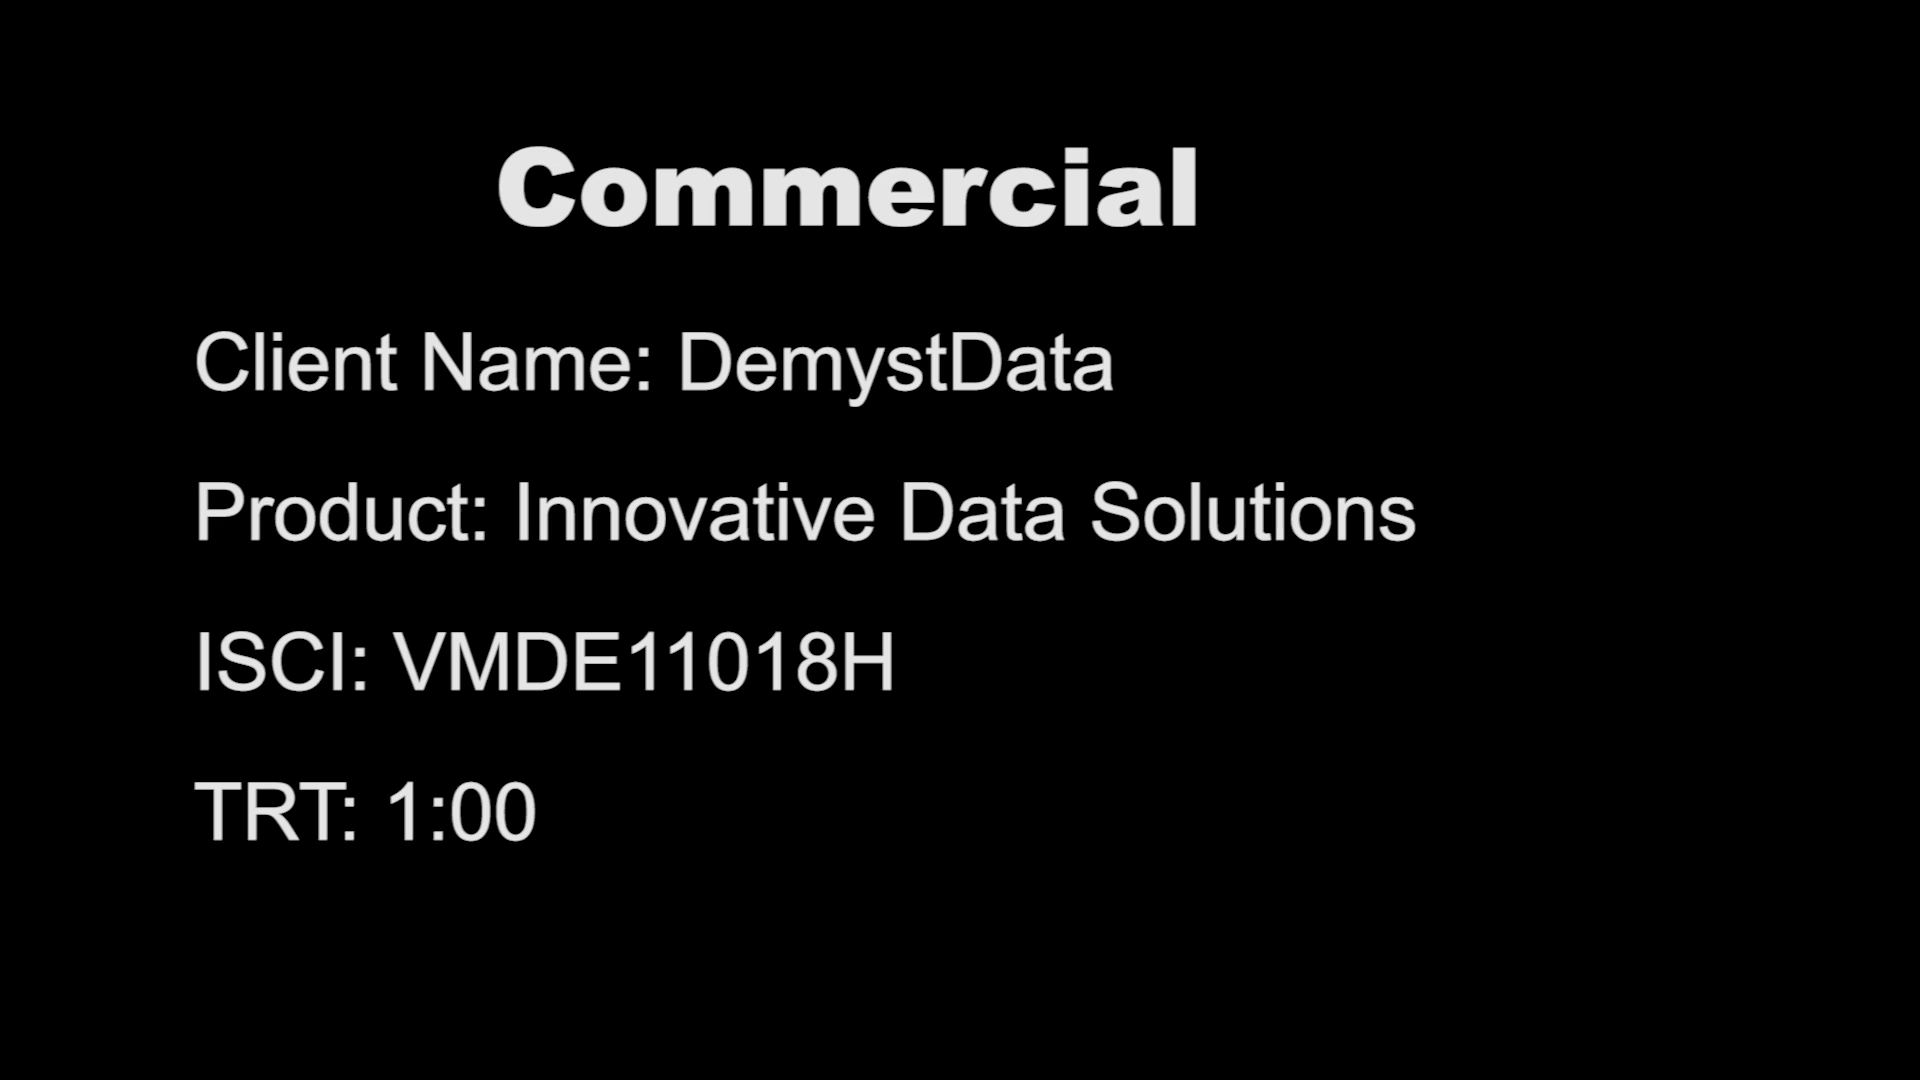 Commercial
Client Name: DemystData
Product: Innovative Data Solutions
ISCI: VMDE11018H
TRT: 1:00